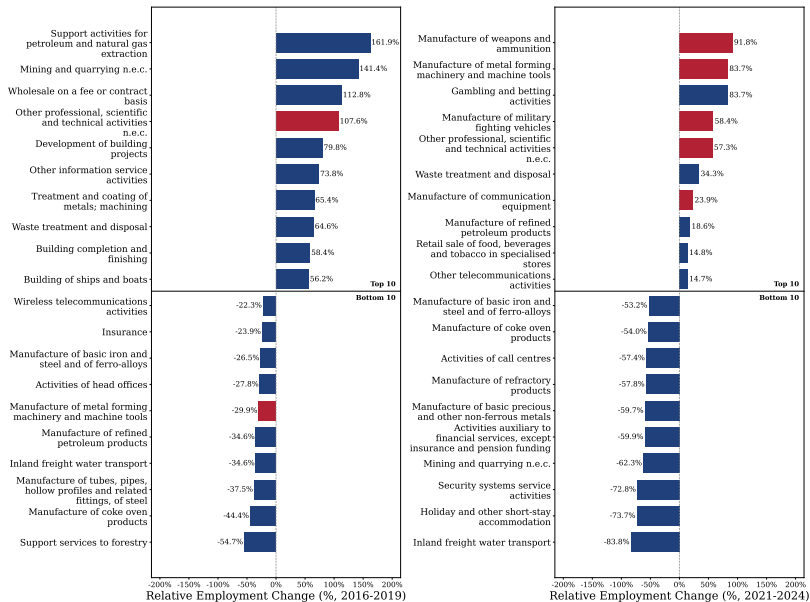 Support activities for
petroleum and natural gas
extraction
161.9%
Mining and quarrying n.e.c.
141.4%
Wholesale on a fee or contract
basis
112.8%
Other professional, scientific
and technical activities
n.e.c.
107.6%
Development of building
projects
79.8%
Other information service
activities
73.8%
Treatment and coating of
metals; machining
65.4%
Waste treatment and disposal
64.6%
Building completion and
finishing
58.4%
Building of ships and boats
56.2%
Top 10
Bottom 10
Wireless telecommunications
activities
-22.3%
Insurance
-23.9%
Manufacture of basic iron and
steel and of ferro-alloys
-26.5%
Activities of head offices
-27.8%
Manufacture of metal forming
machinery and machine tools
-29.9%
Manufacture of refined
petroleum products
-34.6%
Inland freight water transport
-34.6%
Manufacture of tubes, pipes,
hollow profiles and related
fittings, of steel
-37.5%
Manufacture of coke oven
products
-44.4%
Support services to forestry
-54.7%
-200% -150% -100% -50% 0% 50% 100% 150% 200%
Relative Employment Change (%, 2016-2019)
Manufacture of weapons and
ammunition
91.8%
Manufacture of metal forming
machinery and machine tools
83.7%
Gambling and betting
activities
83.7%
Manufacture of military
fighting vehicles
58.4%
Other professional, scientific
and technical activities
n.e.c.
57.3%
Waste treatment and disposal
34.3%
Manufacture of communication
equipment
23.9%
Manufacture of refined
petroleum products
18.6%
Retail sale of food, beverages
and tobacco in specialised
stores
14.8%
Other telecommunications
activities
14.7%
Top 10
Bottom 10
Manufacture of basic iron and
steel and of ferro-alloys
-53.2%
Manufacture of coke oven
products
-54.0%
Activities of call centres
-57.4%
Manufacture of refractory
products
-57.8%
Manufacture of basic precious
and other non-ferrous metals
-59.7%
Activities auxiliary to
financial services, except
insurance and pension funding
-59.9%
Mining and quarrying n.e.c.
-62.3%
Security systems service
activities
-72.8%
Holiday and other short-stay
accommodation
-73.7%
Inland freight water transport
-83.8%
-200% -150% -100% -50% 0% 50% 100% 150% 200%
Relative Employment Change (%, 2021-2024)